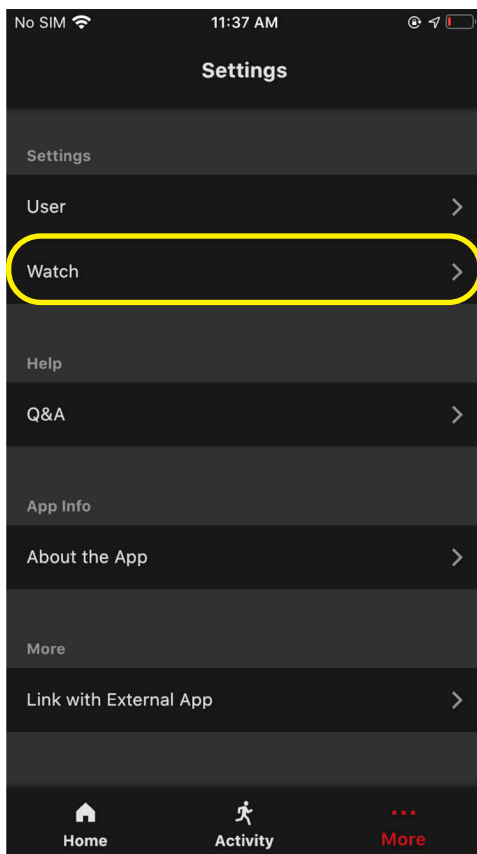 No SIM 11:37 AM
Settings
Settings
User
Watch
Help
Q&A
App Info
About the App
More
Link with External App
Home Activity More